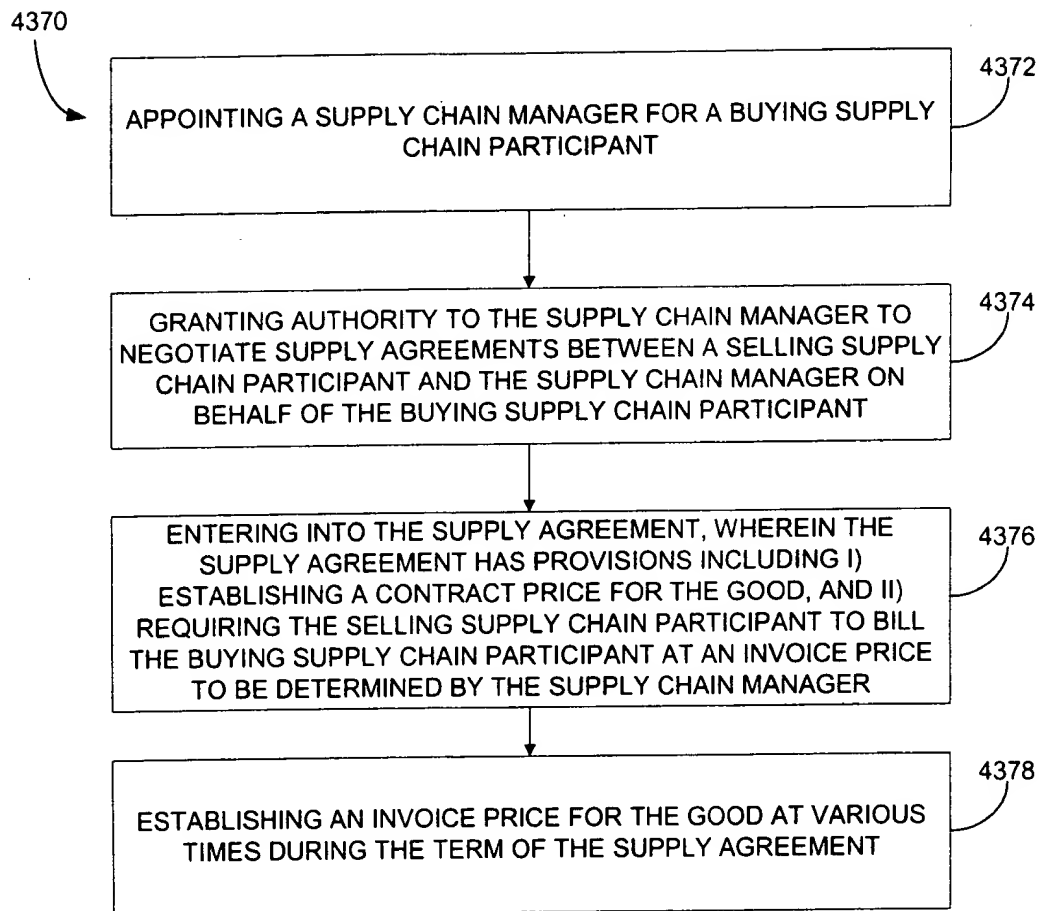 4370
4372
APPOINTING A SUPPLY CHAIN MANAGER FOR A BUYING SUPPLY
CHAIN PARTICIPANT
4374
GRANTING AUTHORITY TO THE SUPPLY CHAIN MANAGER TO
NEGOTIATE SUPPLY AGREEMENTS BETWEEN A SELLING SUPPLY
CHAIN PARTICIPANT AND THE SUPPLY CHAIN MANAGER ON
BEHALF OF THE BUYING SUPPLY CHAIN PARTICIPANT
4376
ENTERING INTO THE SUPPLY AGREEMENT, WHEREIN THE
SUPPLY AGREEMENT HAS PROVISIONS INCLUDING I)
ESTABLISHING A CONTRACT PRICE FOR THE GOOD, AND II)
REQUIRING THE SELLING SUPPLY CHAIN PARTICIPANT TO BILL
THE BUYING SUPPLY CHAIN PARTICIPANT AT AN INVOICE PRICE
TO BE DETERMINED BY THE SUPPLY CHAIN MANAGER
4378
ESTABLISHING AN INVOICE PRICE FOR THE GOOD AT VARIOUS
TIMES DURING THE TERM OF THE SUPPLY AGREEMENT